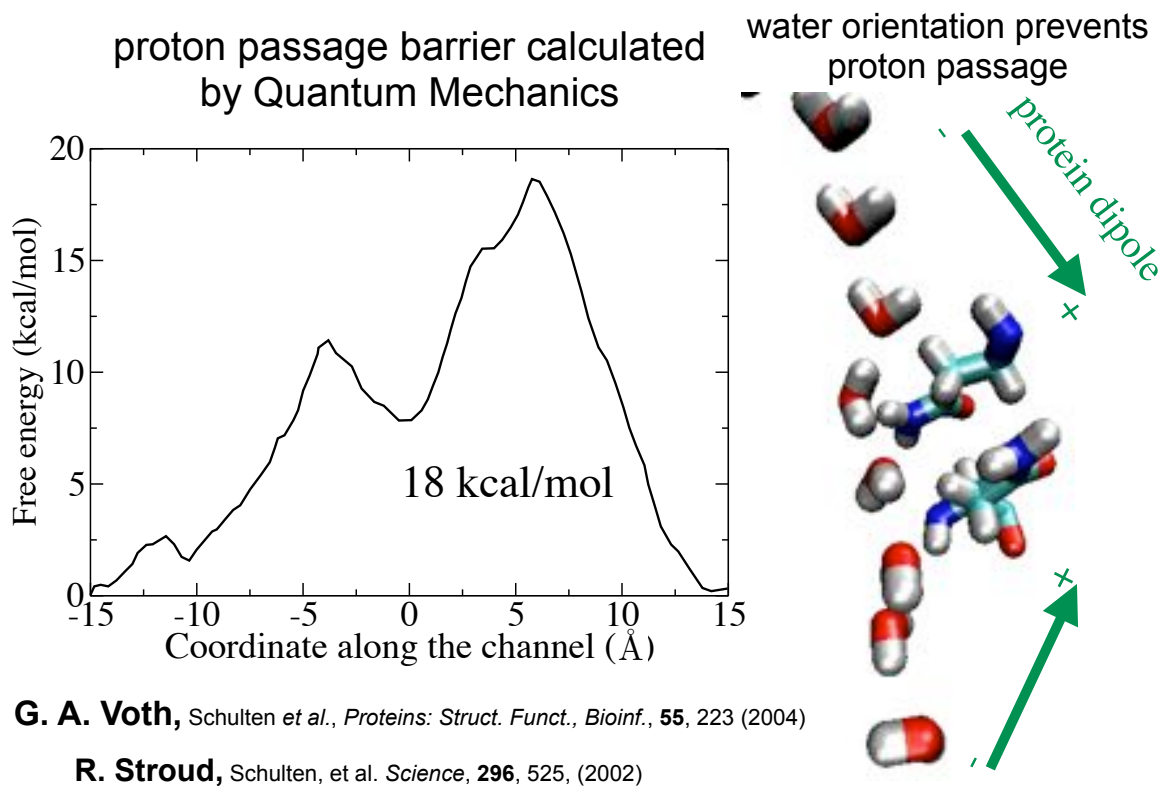 proton passage barrier calculated
by Quantum Mechanics
water orientation prevents
proton passage
Free energy (kcal/mol)
20
15
10
5
0
18 kcal/mol
-15 -10 -5 0 5 10 15
Coordinate along the channel (Å)
- 
protein dipole
+
+
-
G. A. Voth, Schulten et al., Proteins: Struct. Funct., Bioinf., 55, 223 (2004)
R. Stroud, Schulten, et al. Science, 296, 525, (2002)